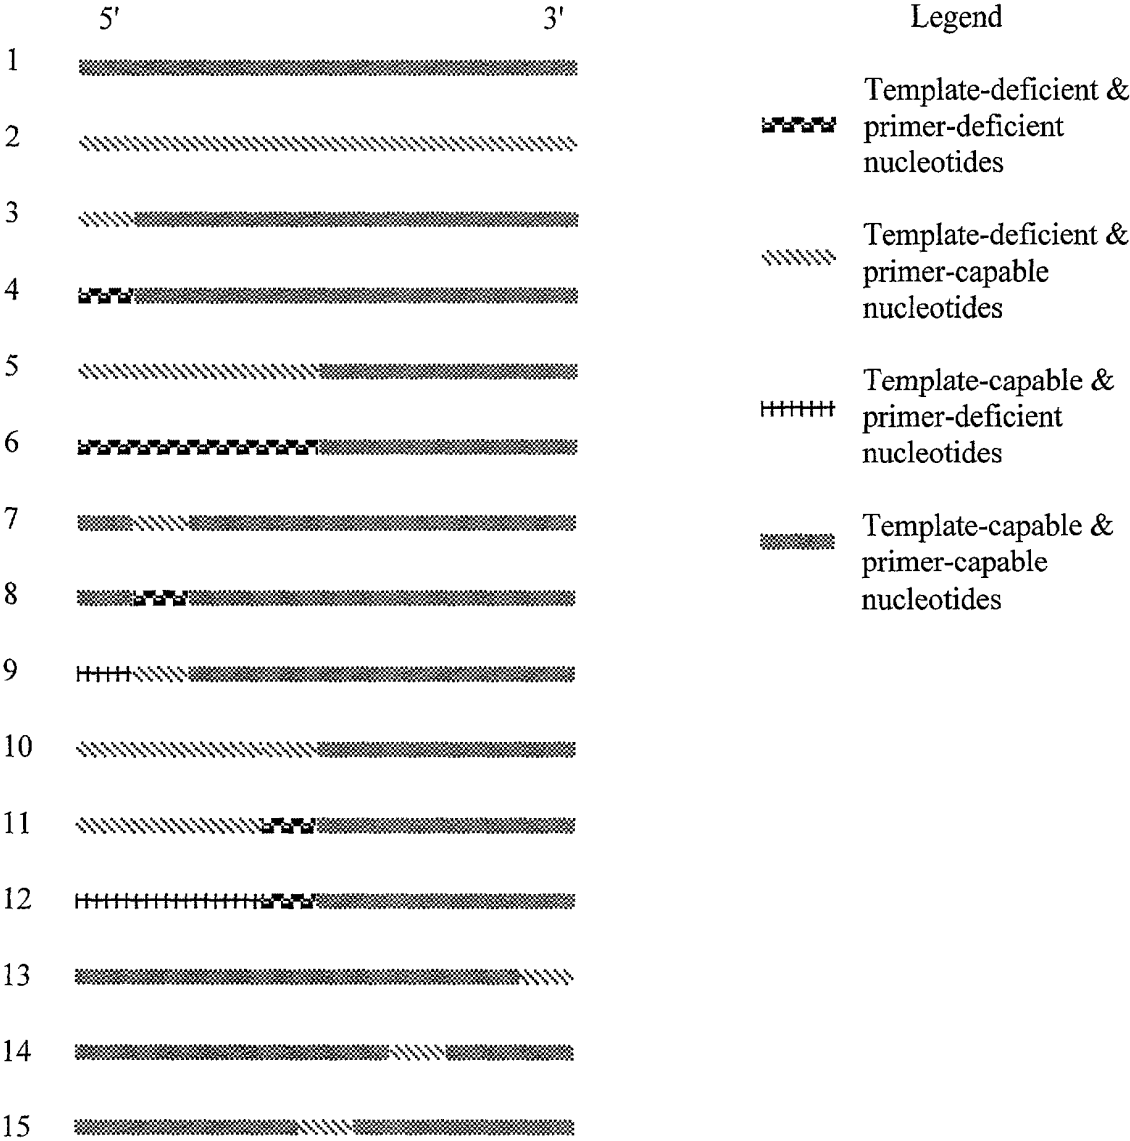 5'
3'
Legend
1
2
3
4
5
6
7
8
9
10
11
12
13
14
15
Template-deficient &
primer-deficient
nucleotides
Template-deficient &
primer-capable
nucleotides
Template-capable &
primer-deficient
nucleotides
Template-capable &
primer-capable
nucleotides